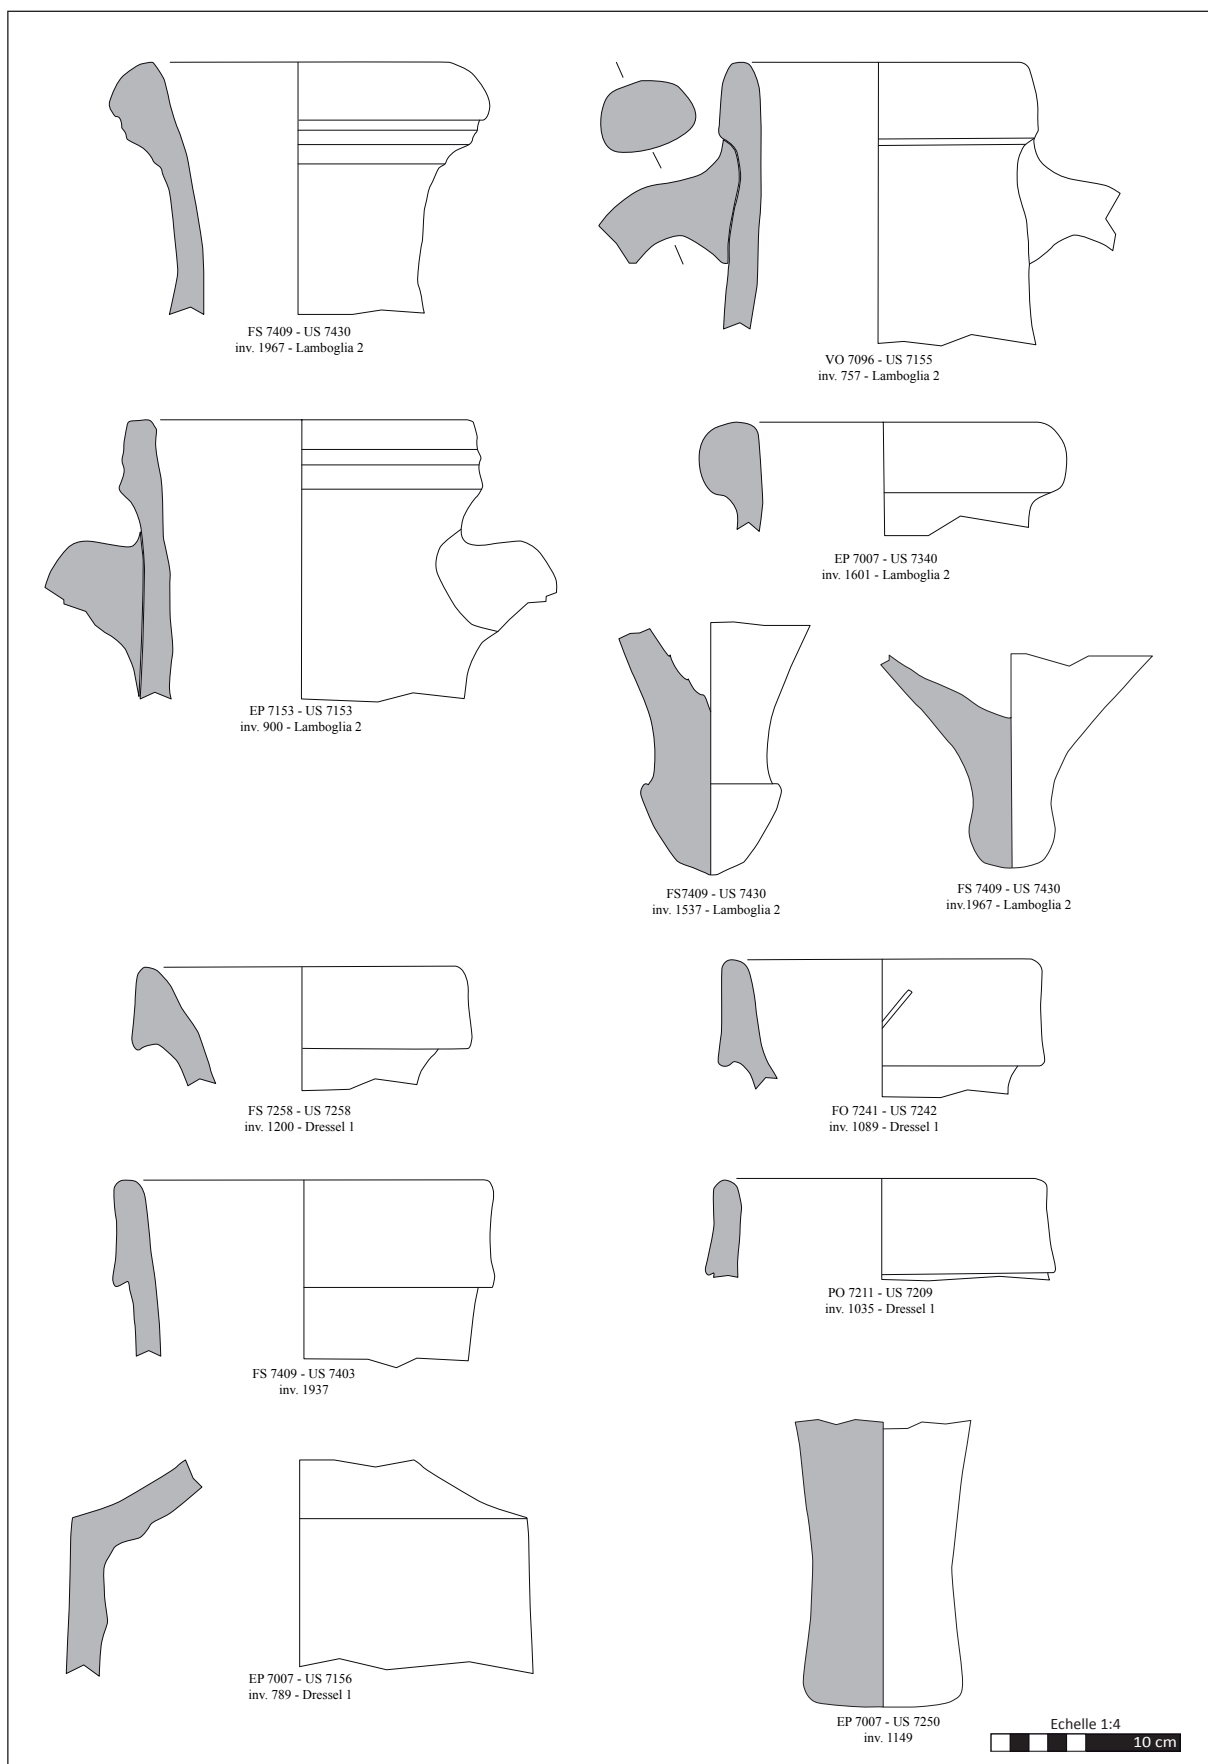 FS 7409 - US 7430
inv. 1967 - Lamboglia 2
VO 7096 - US 7155
inv. 757 - Lamboglia 2
EP 7153 - US 7153
inv. 900 - Lamboglia 2
EP 7007 - US 7340
inv. 1601 - Lamboglia 2
FS7409 - US 7430
inv. 1537 - Lamboglia 2
FS 7409 - US 7430
inv.1967 - Lamboglia 2
FS 7258 - US 7258
inv. 1200 - Dressel 1
FO 7241 - US 7242
inv. 1089 - Dressel 1
FS 7409 - US 7403
inv. 1937
PO 7211 - US 7209
inv. 1035 - Dressel 1
EP 7007 - US 7156
inv. 789 - Dressel 1
EP 7007 - US 7250
inv. 1149
Echelle 1:4
10 cm